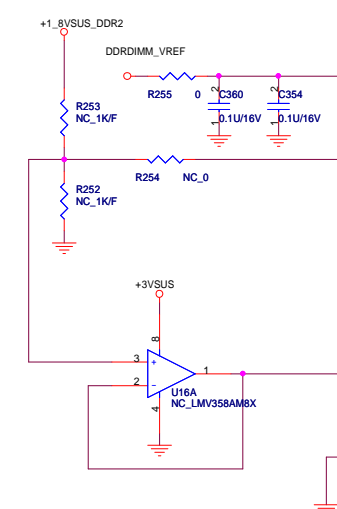 +1_8VSUS_DDR2
DDRDIMM_VREF
R255 0
2 C360
1 0.1U/16V
2 C354
1 0.1U/16V
R253
NC_1K/F
R254 NC_0
R252
NC_1K/F
+3VSUS
8
3 +
1
2 −
4
U16A
NC_LMV358AM8X